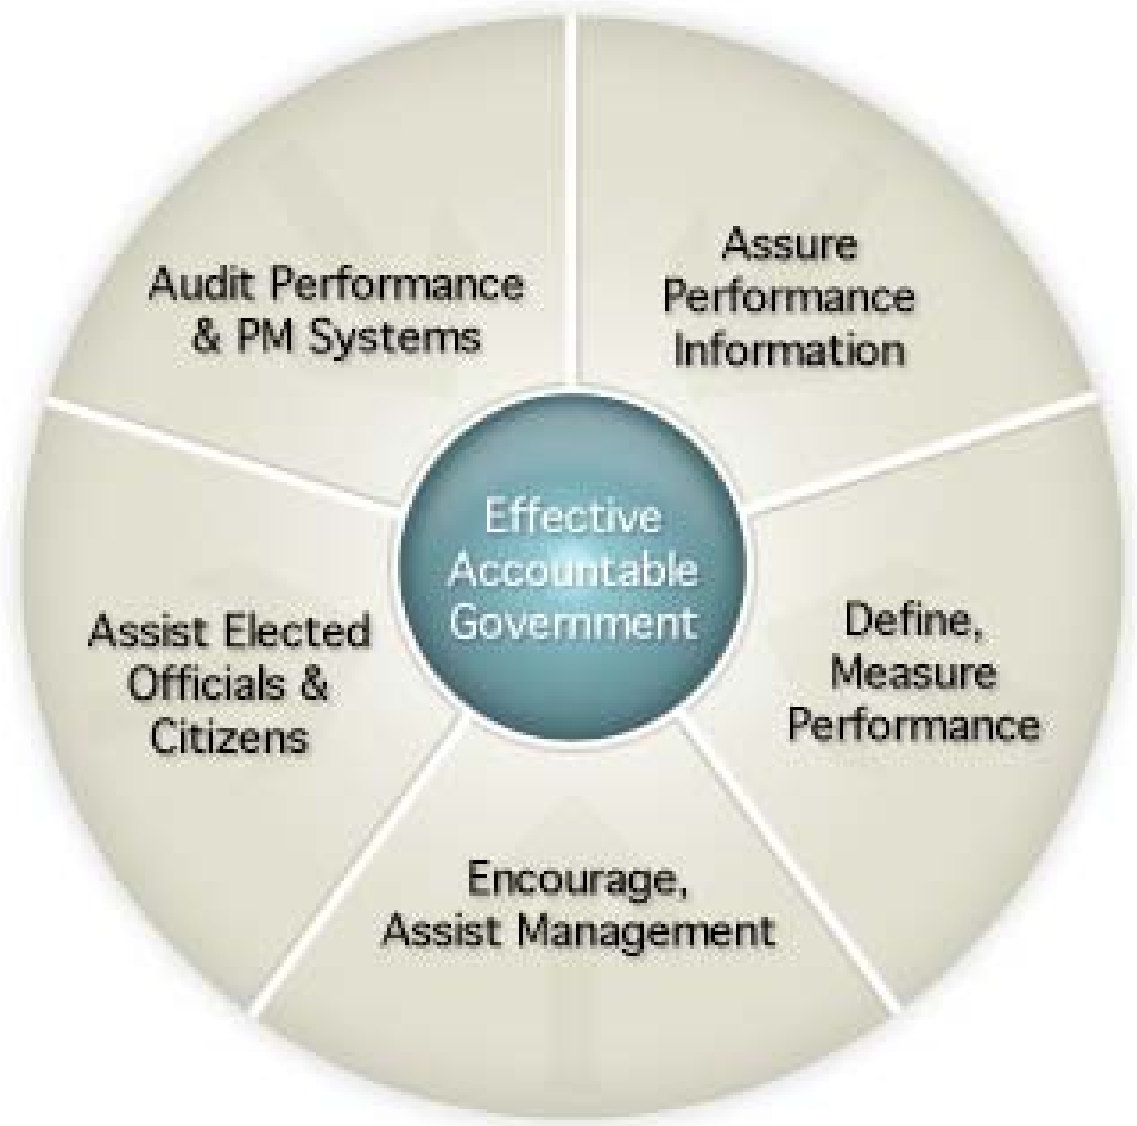 Audit Performance
& PM Systems
Assure
Performance
Information
Effective
Accountable
Government
Assist Elected
Officials &
Citizens
Define,
Measure
Performance
Encourage,
Assist Management